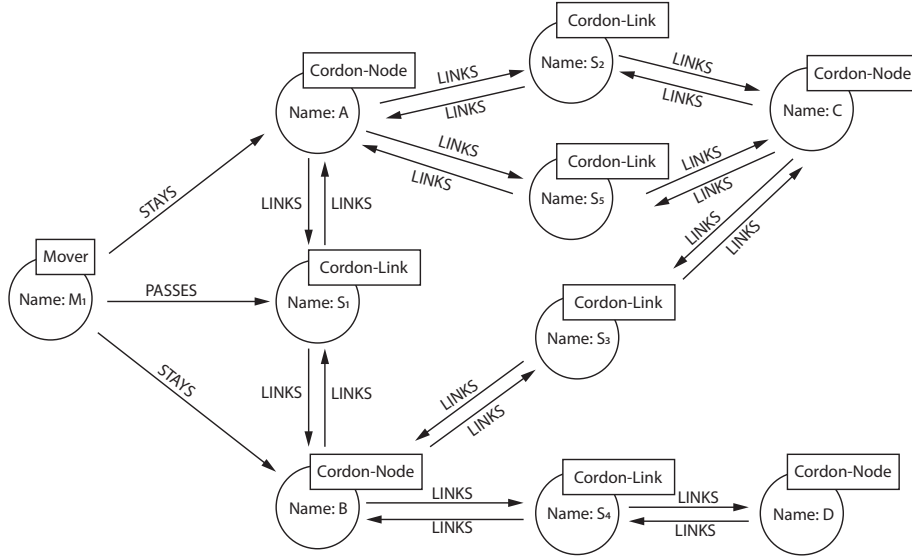 Cordon-Link
Name: S₂
Cordon-Node
Name: A
LINKS
LINKS
LINKS
LINKS
Cordon-Node
Name: C
LINKS
LINKS
Cordon-Link
Name: S₅
LINKS
LINKS
STAYS
LINKS
LINKS
LINKS
LINKS
Mover
Name: M₁
PASSES
Cordon-Link
Name: S₁
Cordon-Link
Name: S₃
STAYS
LINKS
LINKS
LINKS
LINKS
Cordon-Node
Name: B
LINKS
LINKS
Cordon-Link
Name: S₄
LINKS
LINKS
Cordon-Node
Name: D